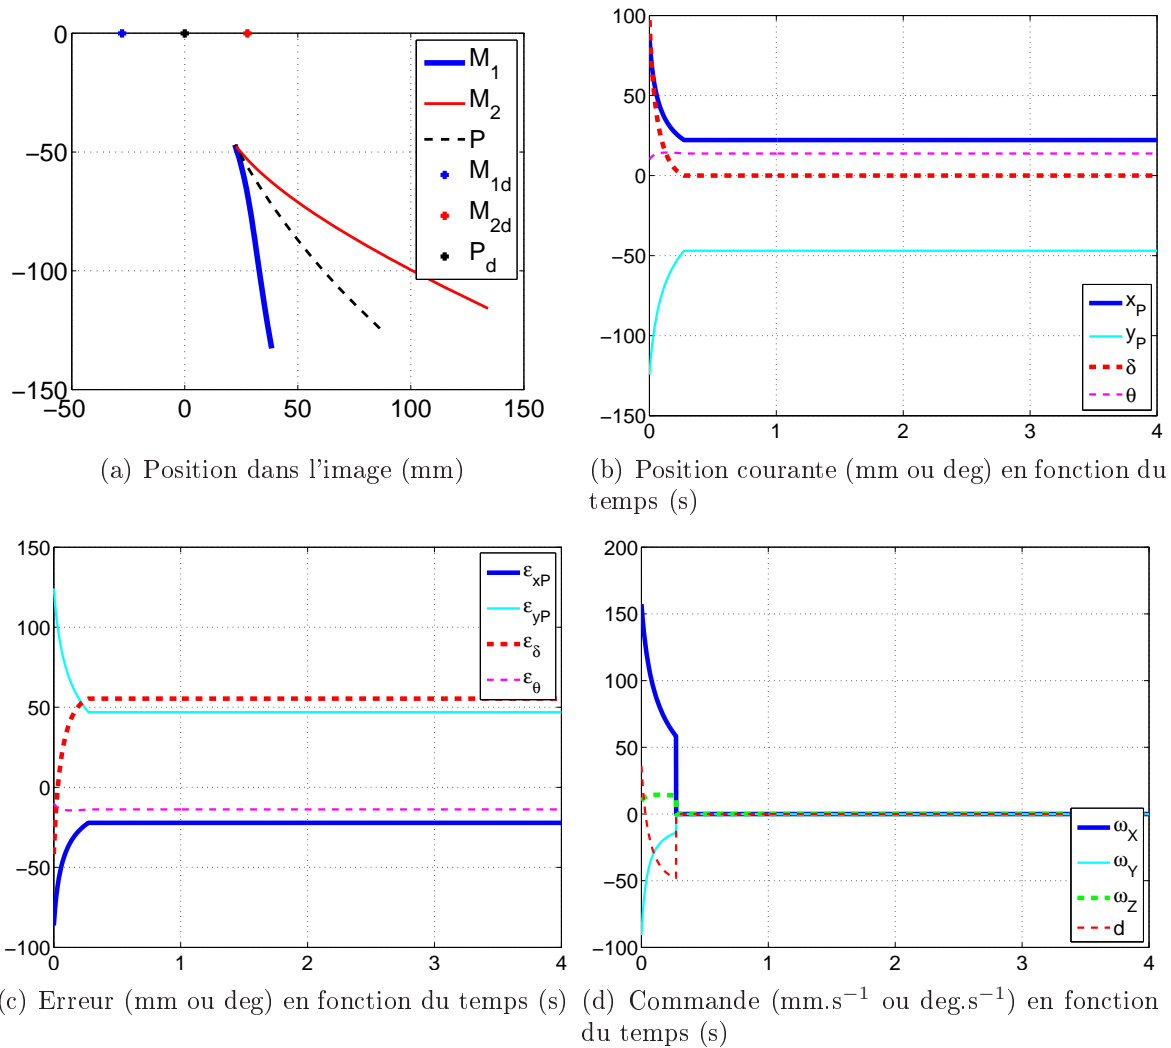 0
−50
−100
−150
−50
0
50
100
150
M1
M2
P
M1d
M2d
Pd
(a) Position dans l'image (mm)
100
50
0
−50
−100
−150
0
1
2
3
4
xP
yP
δ
θ
(b) Position courante (mm ou deg) en fonction du
temps (s)
150
100
50
0
−50
−100
0
1
2
3
4
εxP
εyP
εδ
εθ
(c) Erreur (mm ou deg) en fonction du temps (s)
200
150
100
50
0
−50
−100
0
1
2
3
4
ωX
ωY
ωZ
d
(d) Commande (mm.s⁻¹ ou deg.s⁻¹) en fonction
du temps (s)